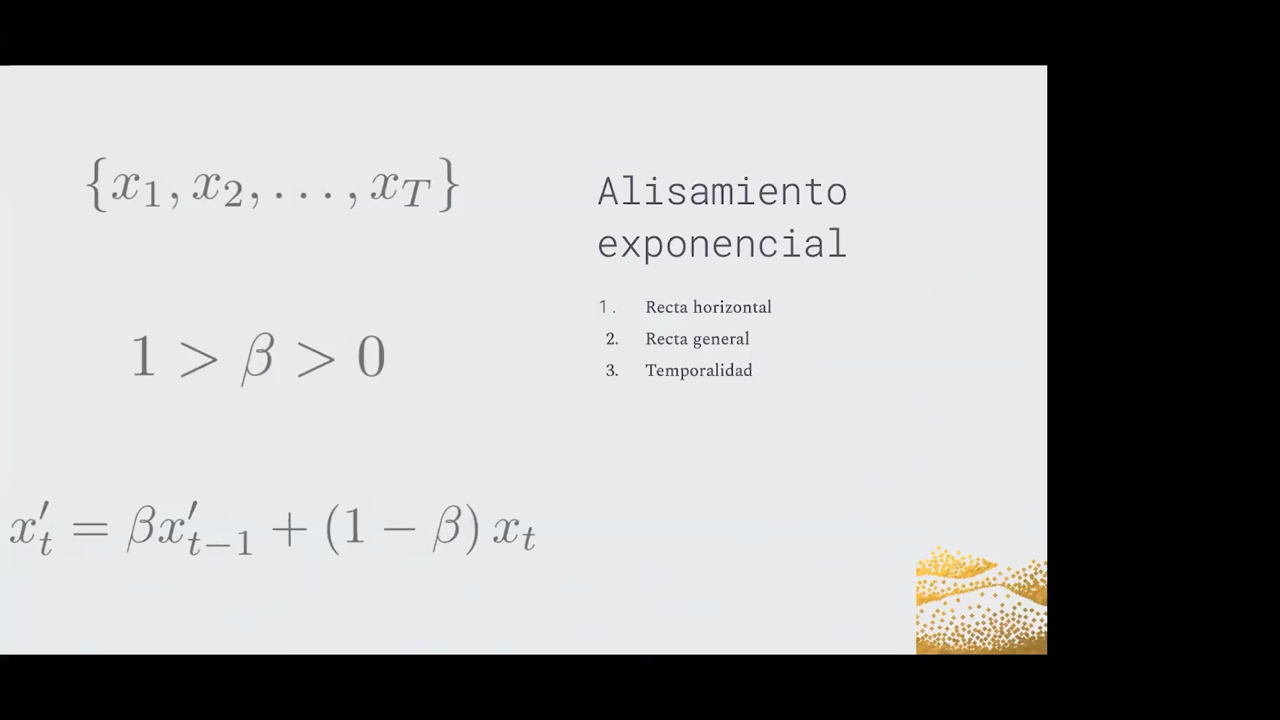 {x₁, x₂, . . . , x_T}
1 > β > 0
x′_t = βx′_{t−1} + (1 − β) x_t
Alisamiento
exponencial
1. Recta horizontal
2. Recta general
3. Temporalidad